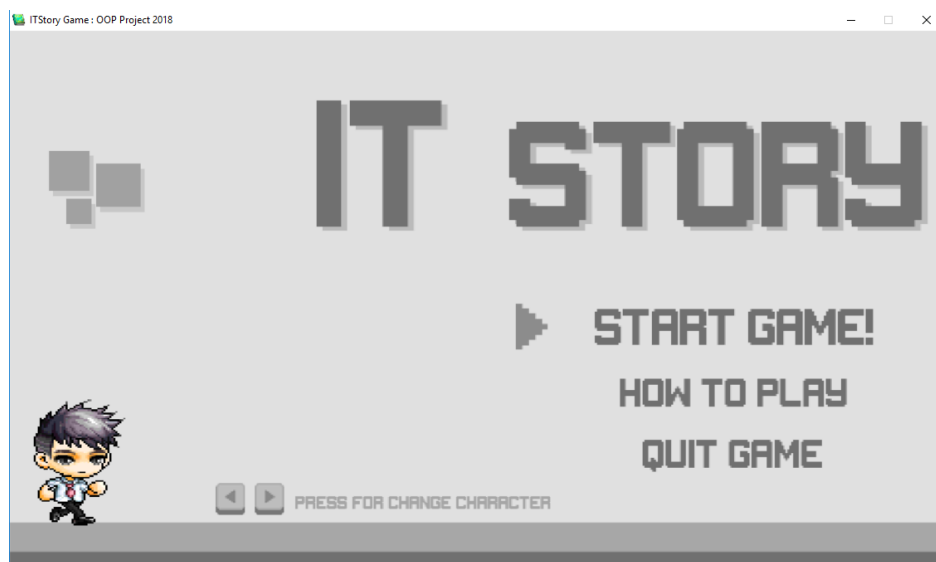 ITStory Game : OOP Project 2018
IT STORY
START GAME!
HOW TO PLAY
QUIT GAME
PRESS FOR CHANGE CHARACTER